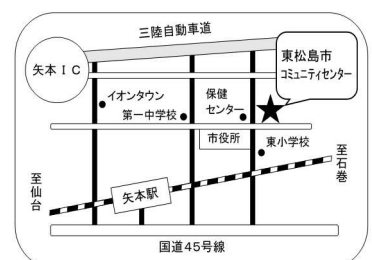 三陸自動車道
矢本IC
東松島市
コミュニティセンター
イオンタウン
第一中学校
保健
センター
市役所
東小学校
至仙台
至石巻
矢本駅
国道45号線